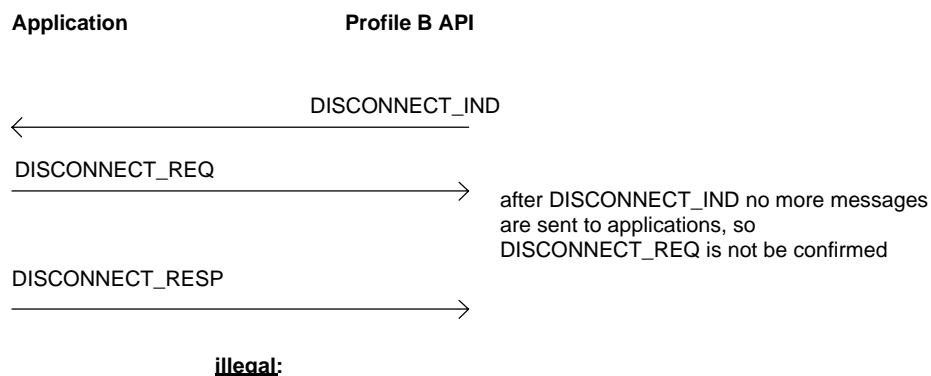 Application Profile B API
DISCONNECT_IND
DISCONNECT_REQ
after DISCONNECT_IND no more messages
are sent to applications, so
DISCONNECT_REQ is not be confirmed
DISCONNECT_RESP
illegal: